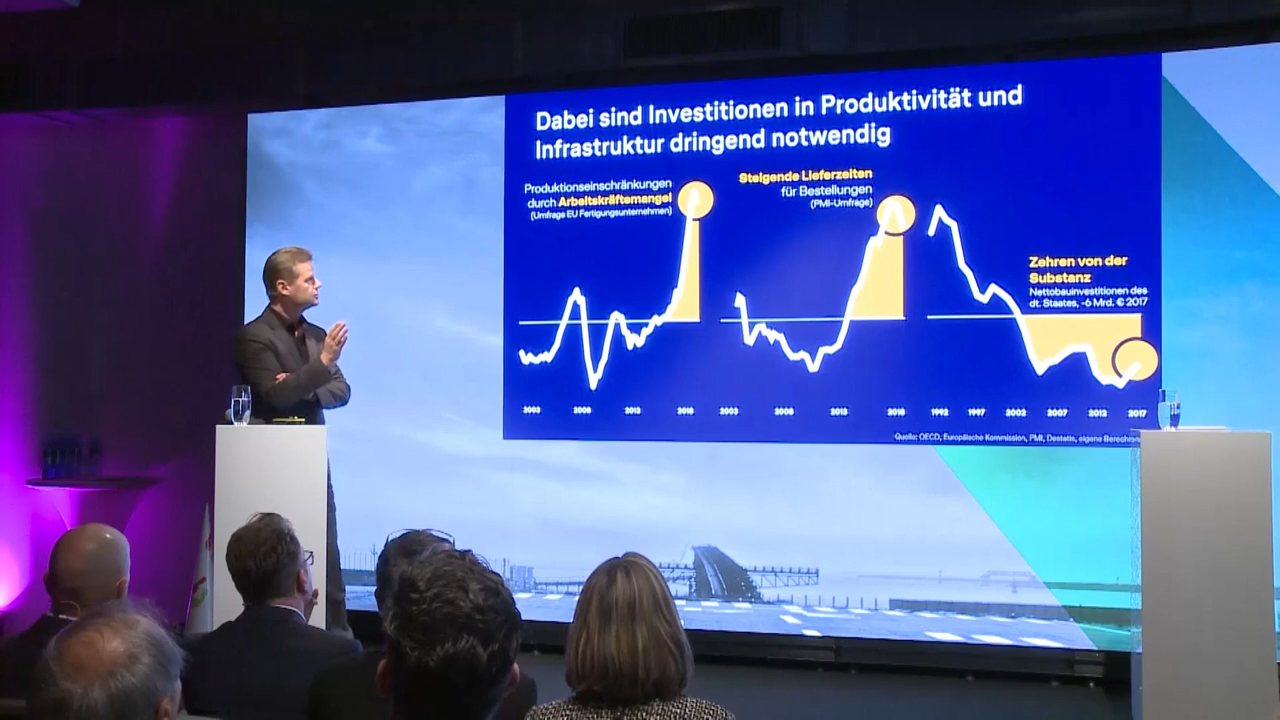 Dabei sind Investitionen in Produktivität und
Infrastruktur dringend notwendig
Produktionseinschränkungen
durch Arbeitskräftemangel
(Umfrage EU Fertigungsunternehmen)
Steigende Lieferzeiten
für Bestellungen
(PMI-Umfrage)
Zehren von der
Substanz
Nettobauinvestitionen des
dt. Staates, -6 Mrd. € 2017
2003 2008 2013 2018
2003 2008 2013 2018
1992 1997 2002 2007 2012 2017
Quelle: OECD, Europäische Kommission, PMI, Destatis, eigene